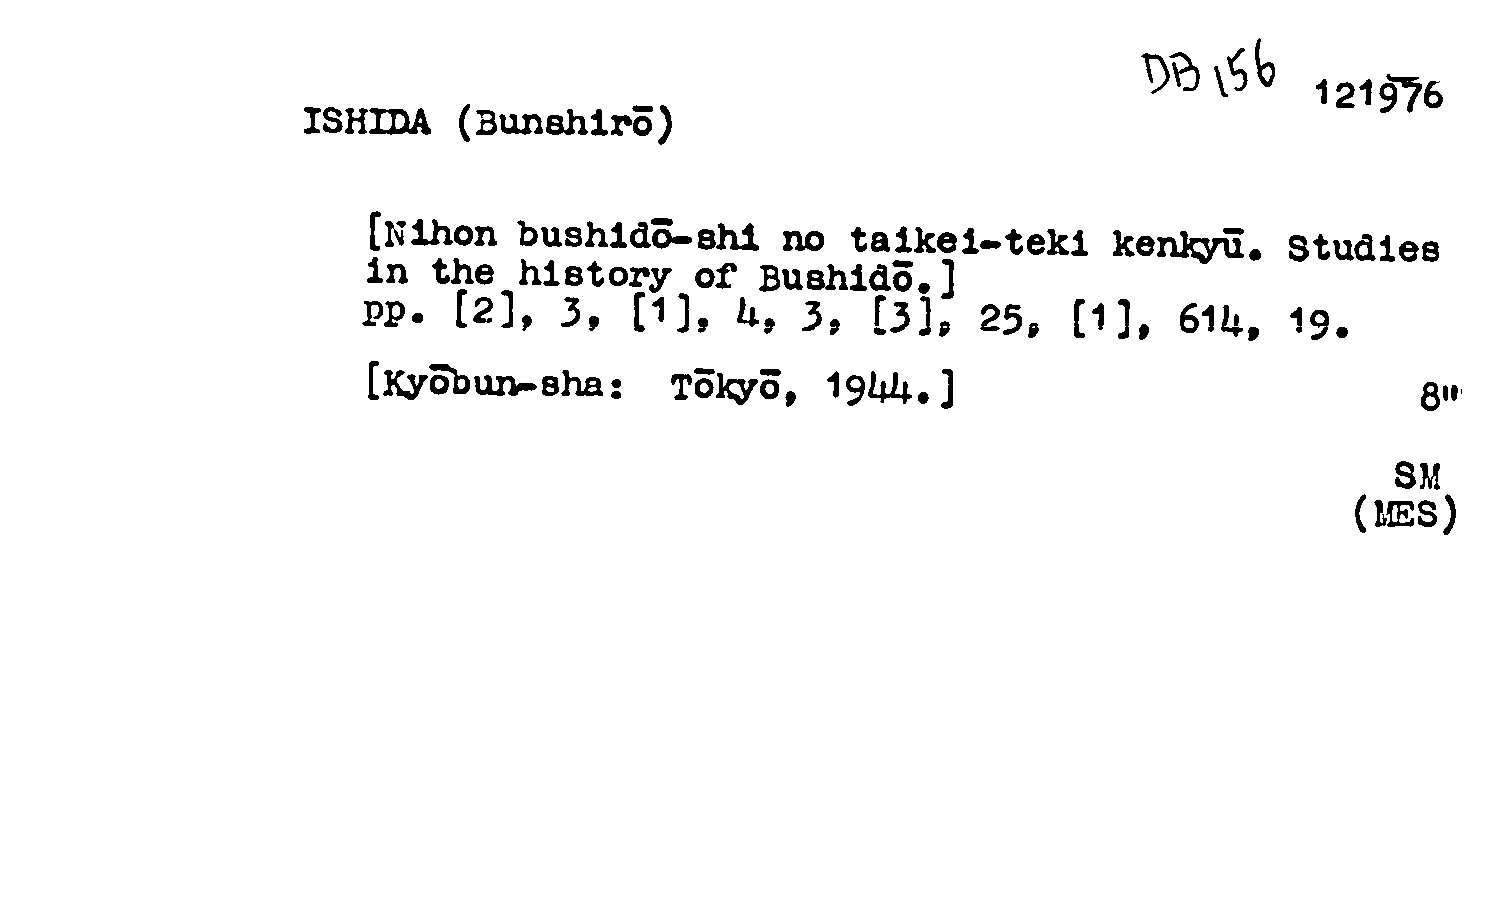 DB 156
121976
ISHIDA (Bunshirō)
[Nihon bushidō-shi no taikei-teki kenkyū. Studies
in the history of Bushidō.]
pp. [2], 3, [1], 4, 3, [3], 25, [1], 614, 19.
[Kyōbun-sha: Tōkyō, 1944.]
8"
SM
(MES)